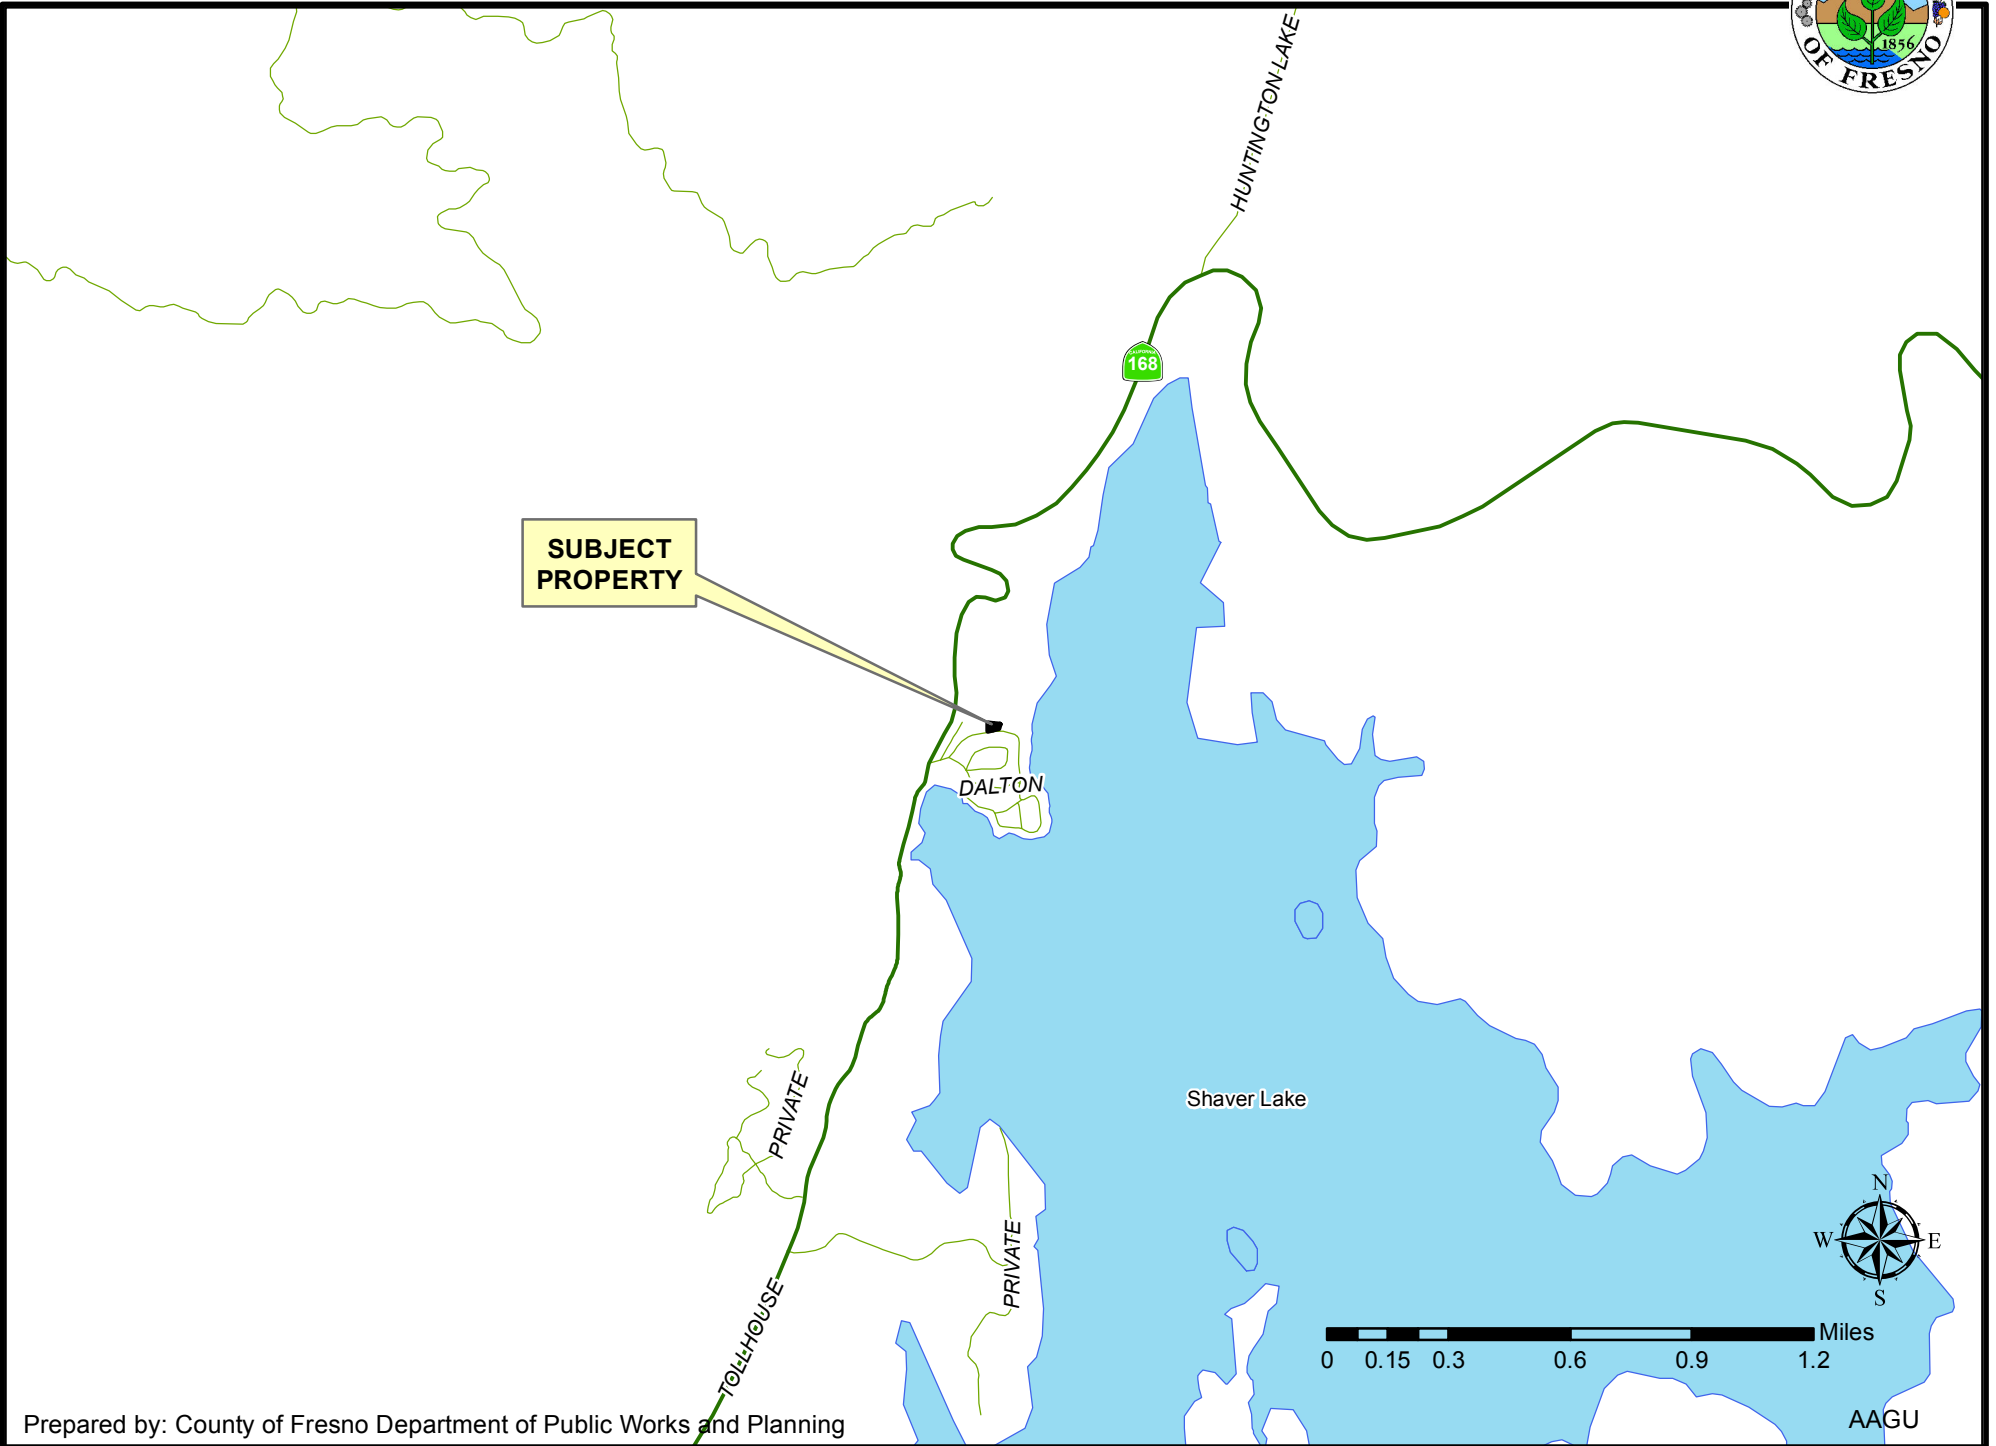 1856
OF FRESNO
HUNTINGTON LAKE
CALIFORNIA
168
SUBJECT
PROPERTY
DALTON
PRIVATE
Shaver Lake
PRIVATE
TOLLHOUSE
N
W E
S
Miles
0 0.15 0.3 0.6 0.9 1.2
Prepared by: County of Fresno Department of Public Works and Planning
AAGU